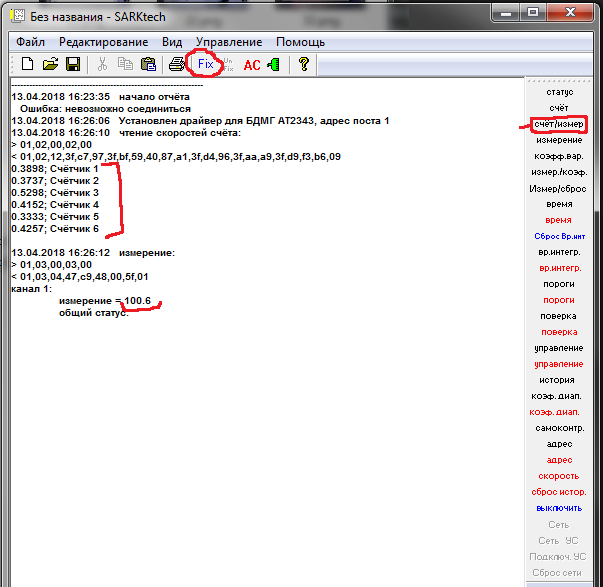 Без названия - SARKtech
Файл Редактирование Вид Управление Помощь
Fix Un Fix АС ?
13.04.2018 16:23:35 начало отчёта
Ошибка: невозможно соединиться
13.04.2018 16:26:06 Установлен драйвер для БДМГ АТ2343, адрес поста 1
13.04.2018 16:26:10 чтение скоростей счёта:
> 01,02,00,02,00
< 01,02,12,3f,c7,97,3f,bf,59,40,87,a1,3f,d4,96,3f,aa,a9,3f,d9,f3,b6,09
0.3898; Счётчик 1
0.3737; Счётчик 2
0.5298; Счётчик 3
0.4152; Счётчик 4
0.3333; Счётчик 5
0.4257; Счётчик 6
13.04.2018 16:26:12 измерение:
> 01,03,00,03,00
< 01,03,04,47,c9,48,00,5f,01
канал 1:
измерение = 100.6
общий статус:
статус
счёт
счёт/измер
измерение
коэфф.вар.
измер./коэф.
Измер/сброс
время
время
Сброс Вр.инт
вр.интегр.
вр.интегр.
пороги
пороги
поверка
поверка
управление
управление
история
коэф.диап.
коэф.диап.
самоконтр.
адрес
адрес
скорость
сброс истор.
выключить
Сеть
Сеть УС
Подключ.УС
Сброс сети